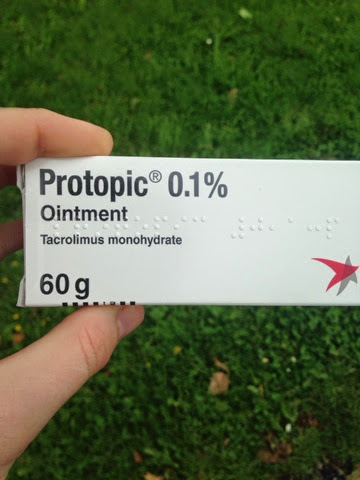 Protopic® 0.1%
Ointment
Tacrolimus monohydrate
60 g